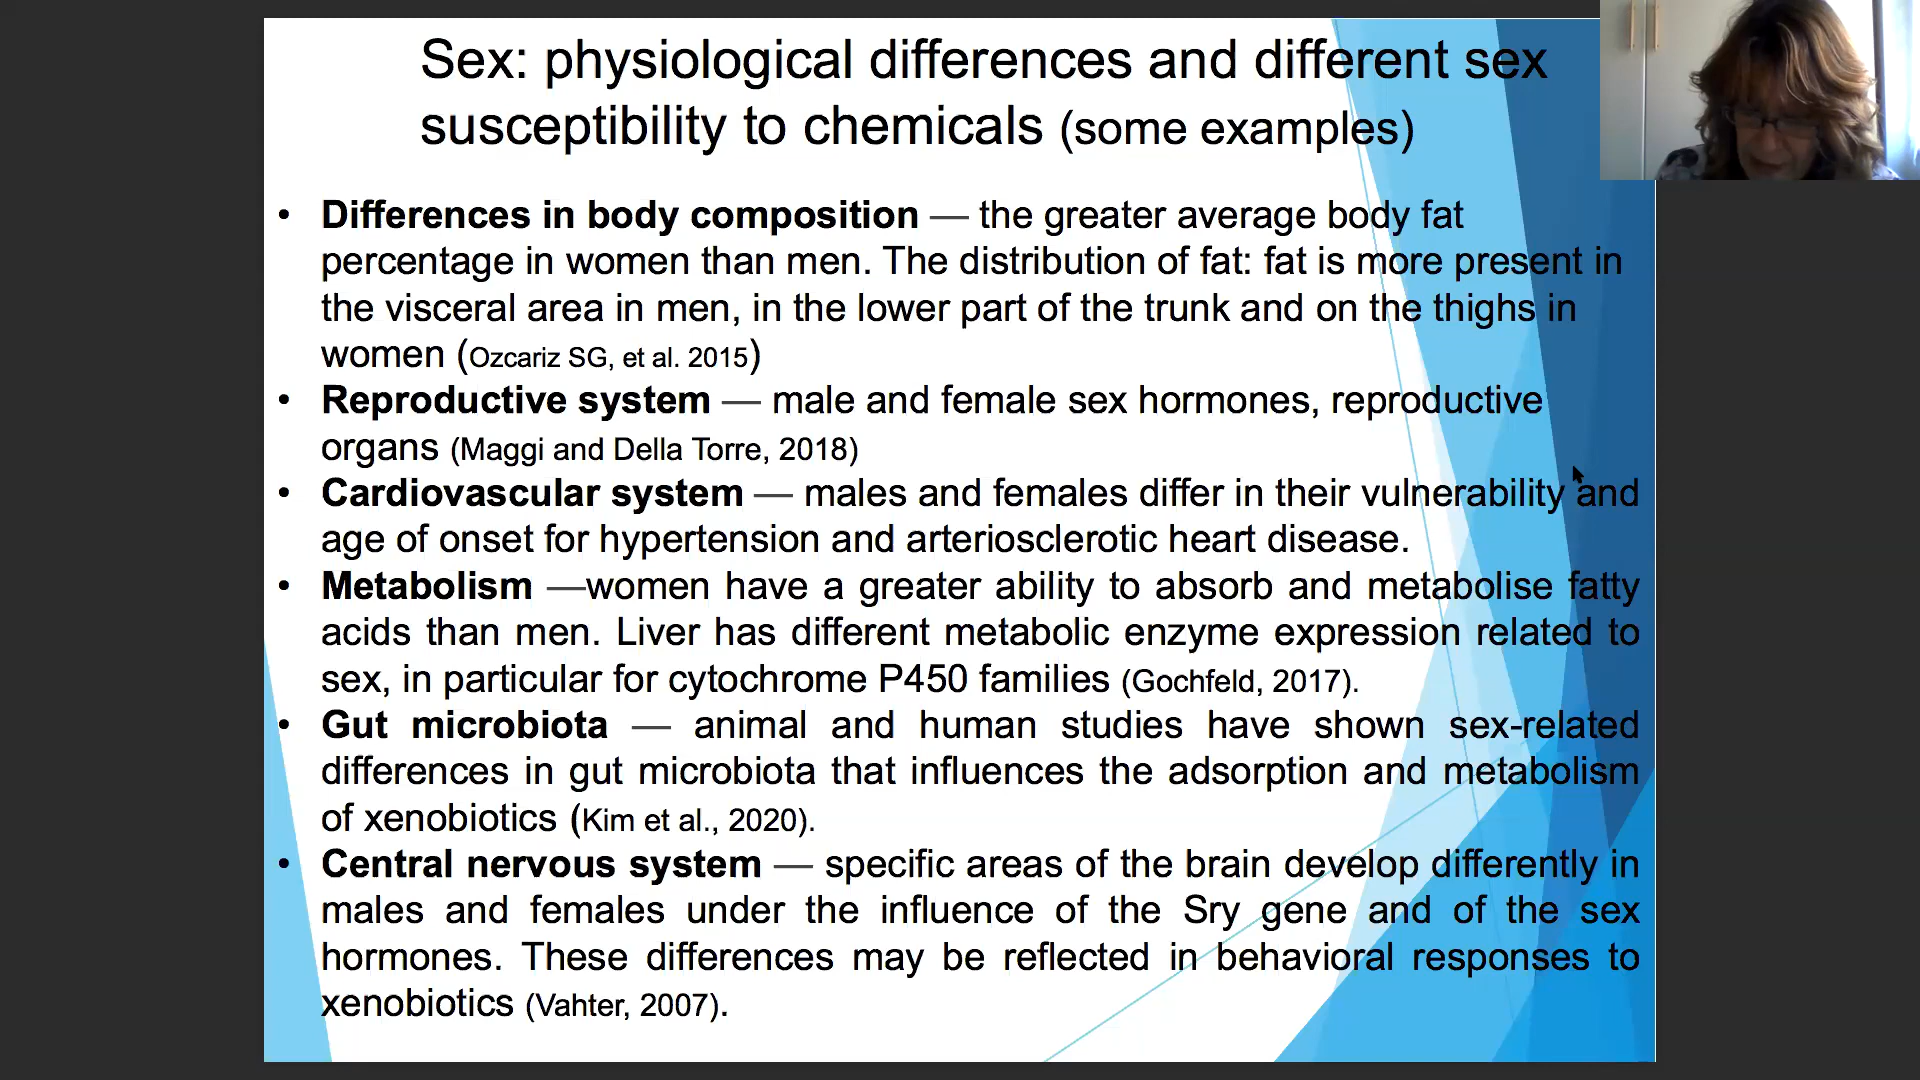 Sex: physiological differences and different sex
susceptibility to chemicals (some examples)
• Differences in body composition — the greater average body fat
percentage in women than men. The distribution of fat: fat is more present in
the visceral area in men, in the lower part of the trunk and on the thighs in
women (Ozcariz SG, et al. 2015)
• Reproductive system — male and female sex hormones, reproductive
organs (Maggi and Della Torre, 2018)
• Cardiovascular system — males and females differ in their vulnerability and
age of onset for hypertension and arteriosclerotic heart disease.
• Metabolism —women have a greater ability to absorb and metabolise fatty
acids than men. Liver has different metabolic enzyme expression related to
sex, in particular for cytochrome P450 families (Gochfeld, 2017).
• Gut microbiota — animal and human studies have shown sex-related
differences in gut microbiota that influences the adsorption and metabolism
of xenobiotics (Kim et al., 2020).
• Central nervous system — specific areas of the brain develop differently in
males and females under the influence of the Sry gene and of the sex
hormones. These differences may be reflected in behavioral responses to
xenobiotics (Vahter, 2007).